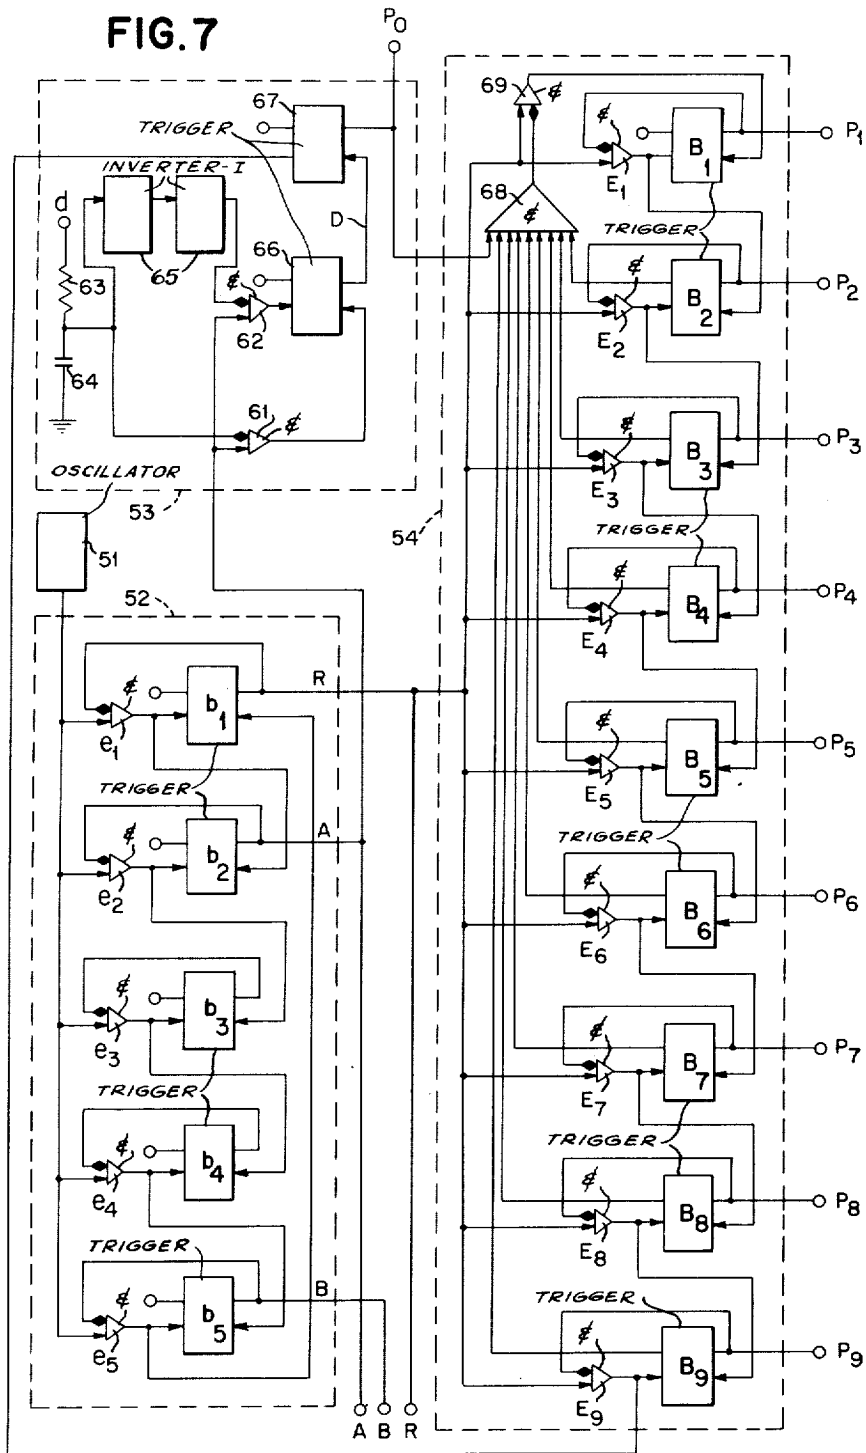 FIG. 7
P0
67
TRIGGER
INVERTER-I
d
65
63
64
D
66
¢
62
61
¢
OSCILLATOR
53
51
52
¢
e1
b1
R
TRIGGER
¢
e2
b2
A
¢
e3
b3
TRIGGER
¢
e4
b4
TRIGGER
¢
e5
b5
B
A B R
54
69
¢
68
¢
¢
E1
B1
P1
TRIGGER
¢
E2
B2
P2
¢
E3
B3
P3
TRIGGER
¢
E4
B4
P4
¢
E5
B5
P5
TRIGGER
¢
E6
B6
P6
¢
E7
B7
P7
TRIGGER
¢
E8
B8
P8
TRIGGER
¢
E9
B9
P9